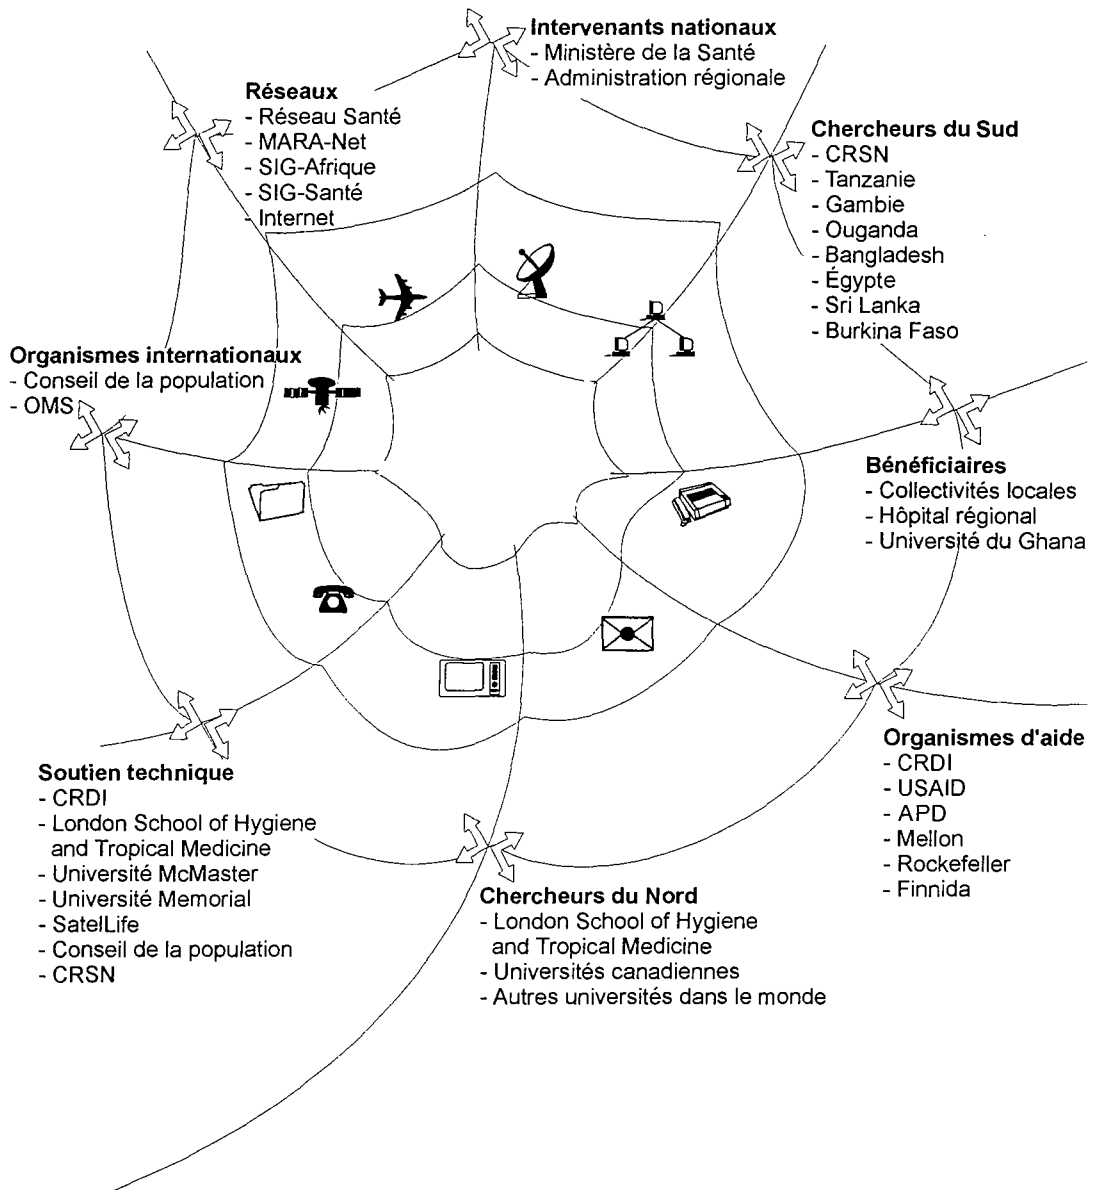 Intervenants nationaux
- Ministère de la Santé
- Administration régionale
Réseaux
- Réseau Santé
- MARA-Net
- SIG-Afrique
- SIG-Santé
- Internet
Chercheurs du Sud
- CRSN
- Tanzanie
- Gambie
- Ouganda
- Bangladesh
- Égypte
- Sri Lanka
- Burkina Faso
Organismes internationaux
- Conseil de la population
- OMS
Bénéficiaires
- Collectivités locales
- Hôpital régional
- Université du Ghana
Organismes d'aide
- CRDI
- USAID
- APD
- Mellon
- Rockefeller
- Finnida
Soutien technique
- CRDI
- London School of Hygiene
and Tropical Medicine
- Université McMaster
- Université Memorial
- SatelLife
- Conseil de la population
- CRSN
Chercheurs du Nord
- London School of Hygiene
and Tropical Medicine
- Universités canadiennes
- Autres universités dans le monde